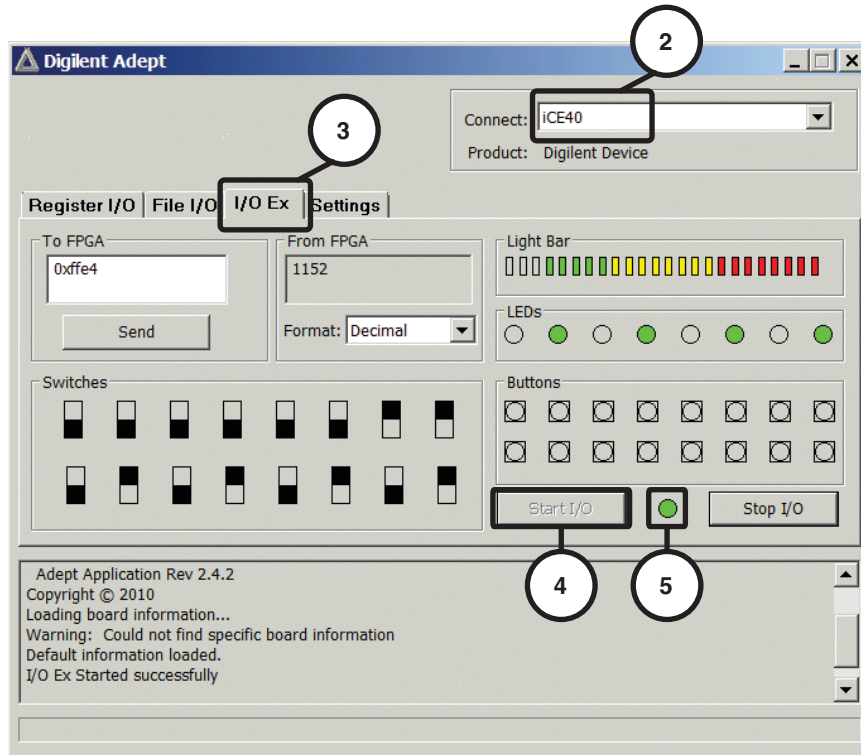 2
Digilent Adept
3
Connect: iCE40
Product: Digilent Device
Register I/O File I/O I/O Ex Settings
To FPGA
0xffe4
Send
From FPGA
1152
Format: Decimal
Light Bar
LEDs
Switches
Buttons
Start I/O
Stop I/O
4
5
Adept Application Rev 2.4.2
Copyright © 2010
Loading board information...
Warning: Could not find specific board information
Default information loaded.
I/O Ex Started successfully